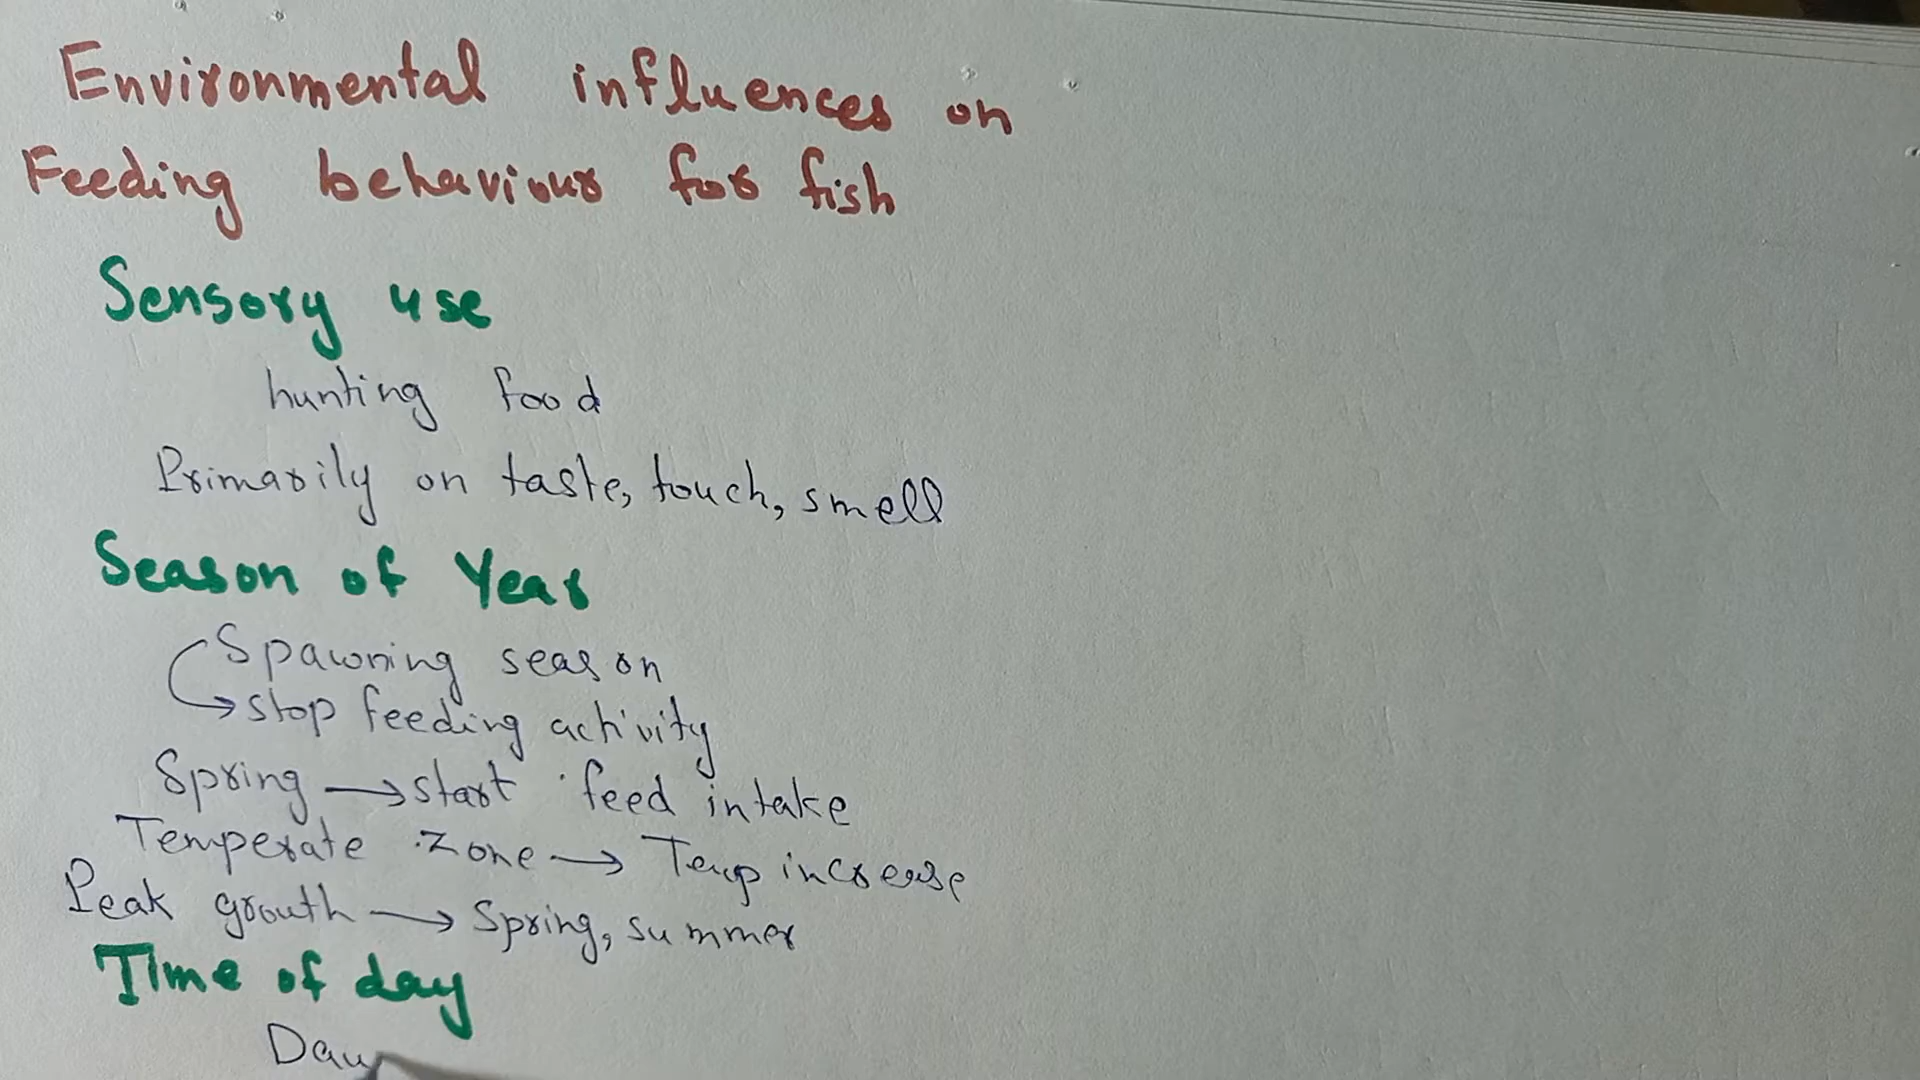 Environmental influences on
Feeding behaviour for fish
Sensory use
hunting food
Primarily on taste, touch, smell
Season of Year
Spawning season
→ stop feeding activity
Spring → start feed intake
Temperate zone → Temp increase
Peak growth → Spring, summer
Time of day